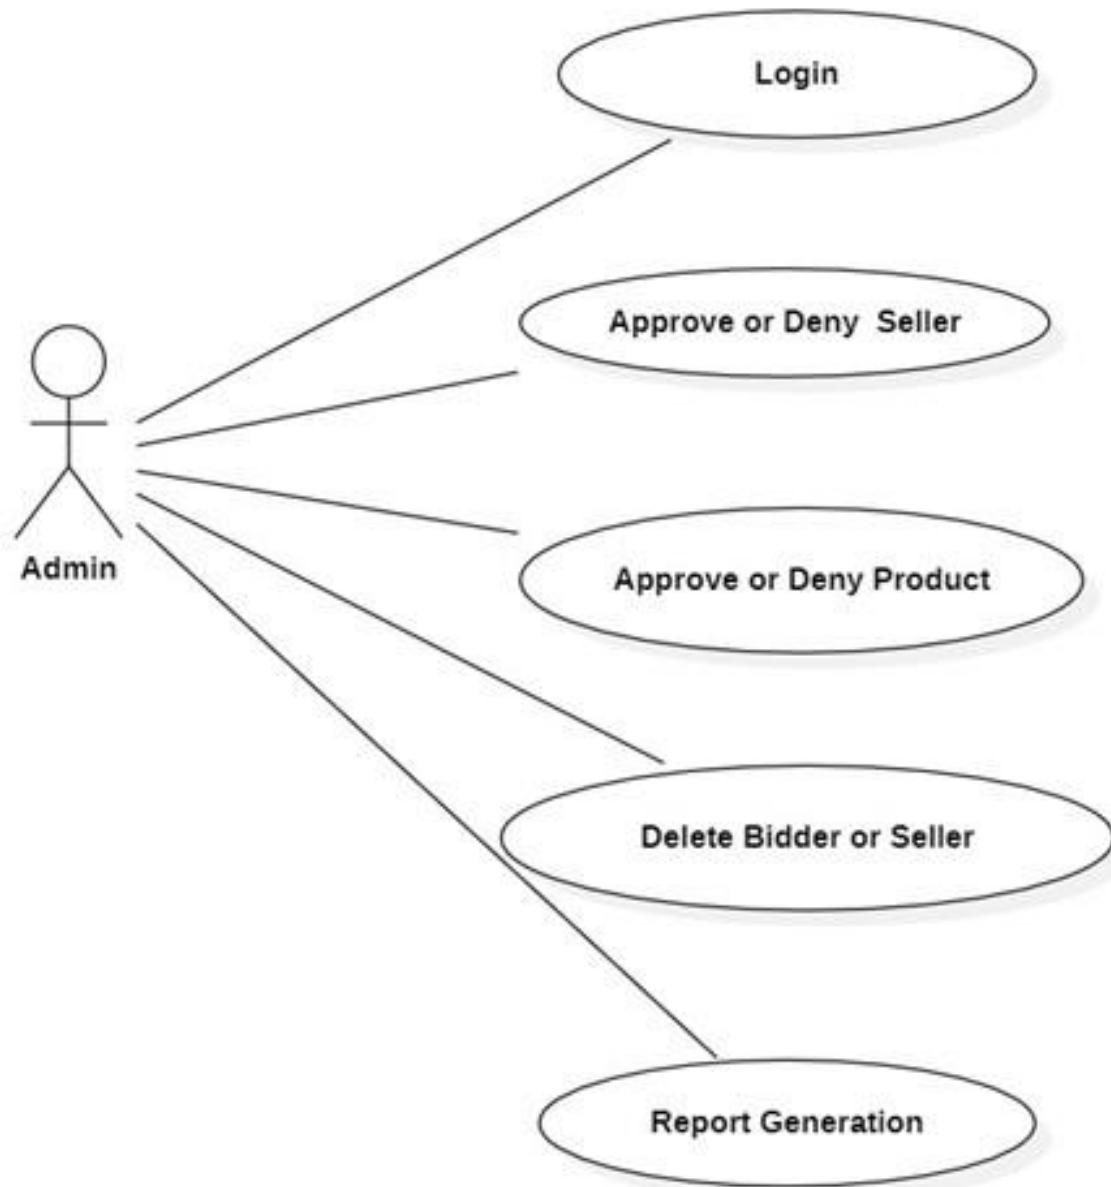 Login
Approve or Deny  Seller
Admin
Approve or Deny Product
Delete Bidder or Seller
Report Generation